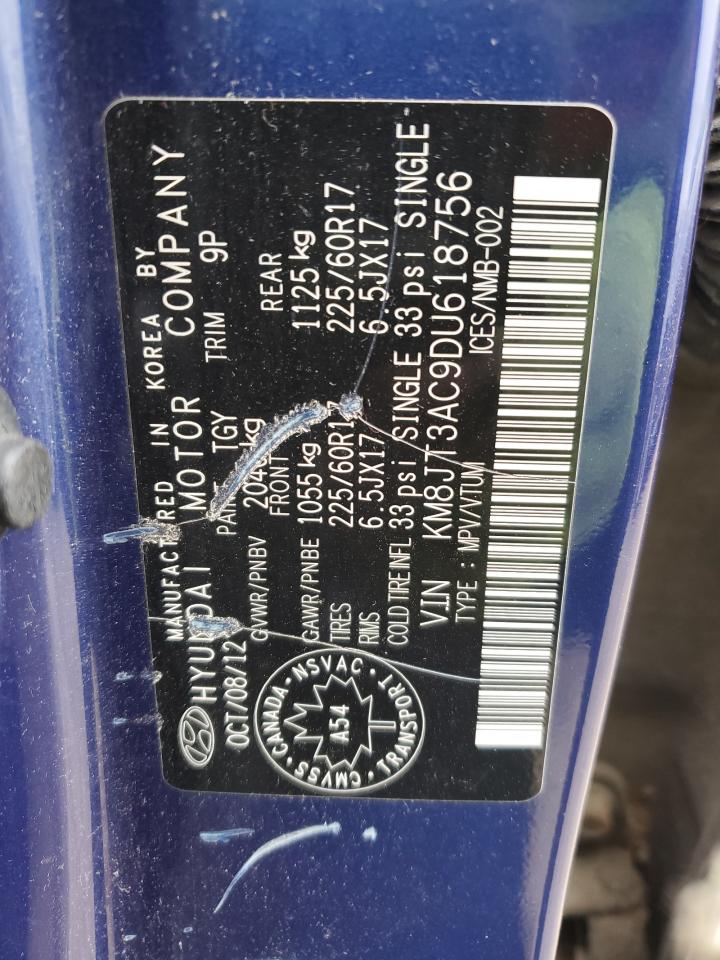 MANUFACTURED IN KOREA BY
HYUNDAI MOTOR COMPANY
OCT/08/12 PAINT TGY TRIM 9P
GVWR/PNBV kg
FRONT REAR
GAWR/PNBE 1055 kg 1125 kg
TIRES 225/60R17 225/60R17
RIMS 6.5JX17 6.5JX17
COLD TIRE INFL 33 psi SINGLE 33 psi SINGLE
V.I.N KM8JT3AC9DU618756
TYPE : MPV/VTUM ICES/NMB-002
CANADA · NSVAC · TRANSPORT · CMVSS
A54